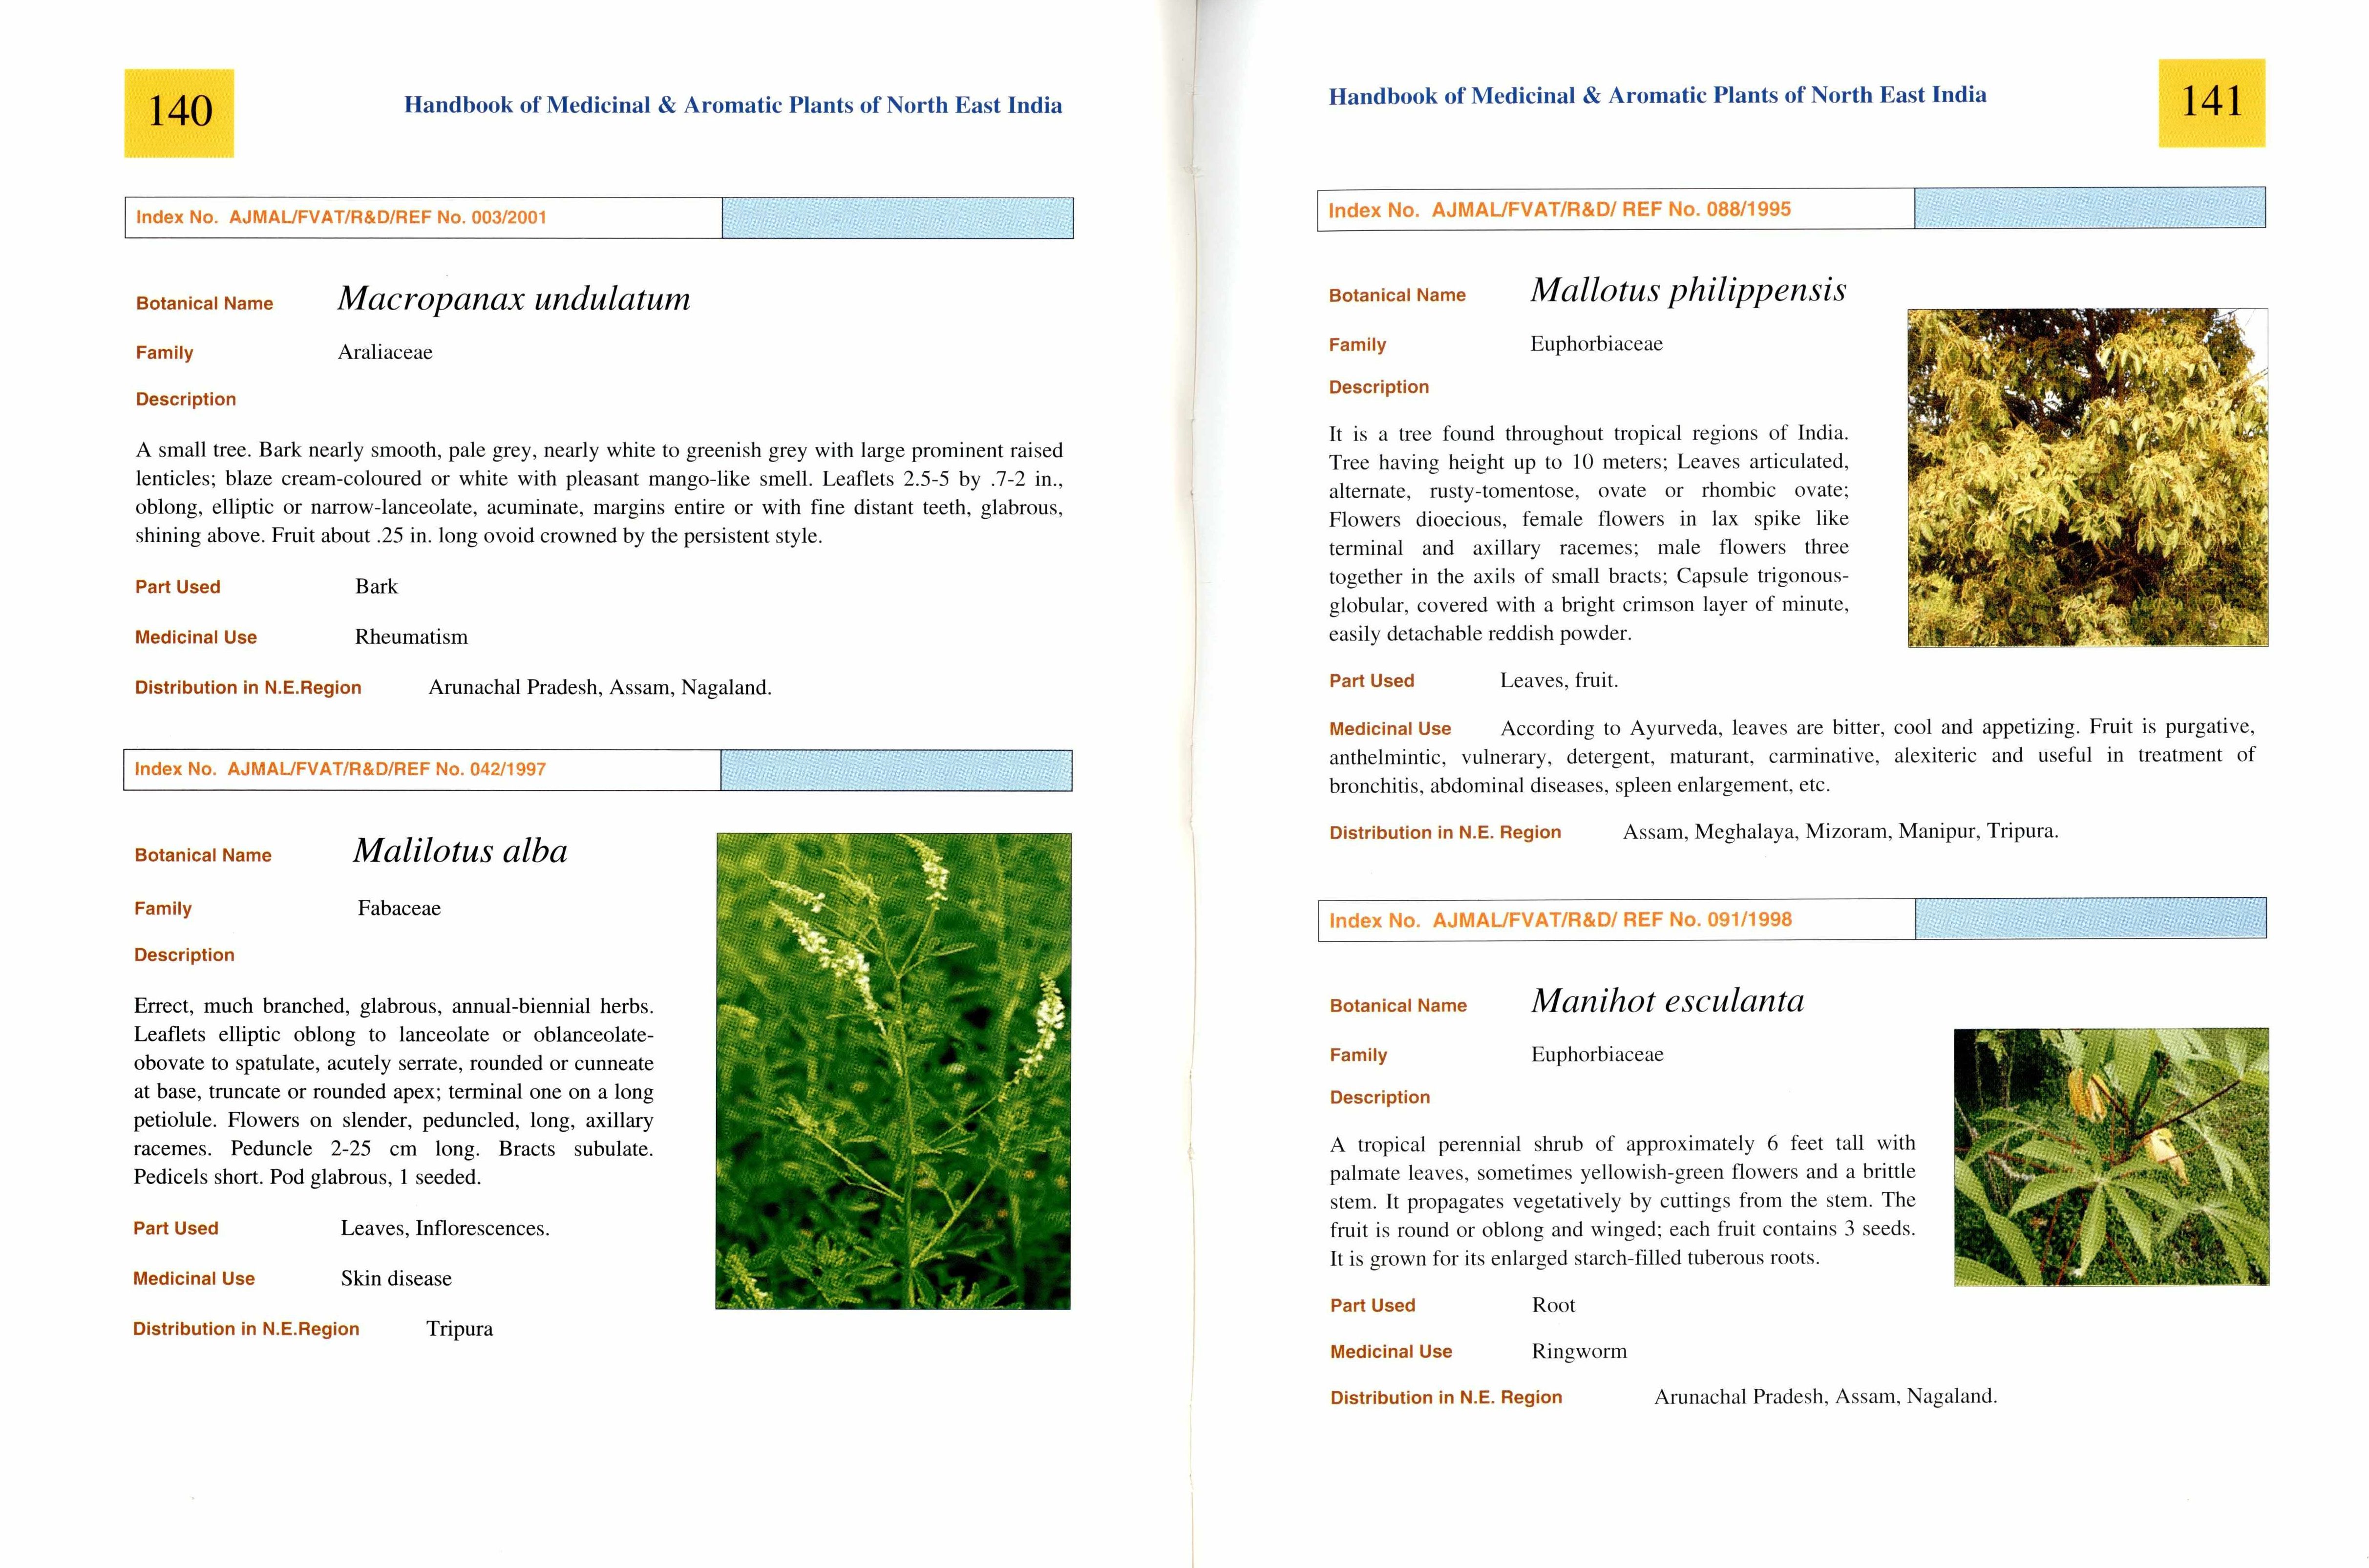 140
Handbook of Medicinal & Aromatic Plants of North East India
Index No. AJMAL/FVAT/R&D/REF No. 003/2001
Botanical Name Macropanax undulatum
Family Araliaceae
Description
A small tree. Bark nearly smooth, pale grey, nearly white to greenish grey with large prominent raised
lenticles; blaze cream-coloured or white with pleasant mango-like smell. Leaflets 2.5-5 by .7-2 in.,
oblong, elliptic or narrow-lanceolate, acuminate, margins entire or with fine distant teeth, glabrous,
shining above. Fruit about .25 in. long ovoid crowned by the persistent style.
Part Used Bark
Medicinal Use Rheumatism
Distribution in N.E.Region Arunachal Pradesh, Assam, Nagaland.
Index No. AJMAL/FVAT/R&D/REF No. 042/1997
Botanical Name Malilotus alba
Family Fabaceae
Description
Errect, much branched, glabrous, annual-biennial herbs.
Leaflets elliptic oblong to lanceolate or oblanceolate-
obovate to spatulate, acutely serrate, rounded or cunneate
at base, truncate or rounded apex; terminal one on a long
petiolule. Flowers on slender, peduncled, long, axillary
racemes. Peduncle 2-25 cm long. Bracts subulate.
Pedicels short. Pod glabrous, 1 seeded.
Part Used Leaves, Inflorescences.
Medicinal Use Skin disease
Distribution in N.E.Region Tripura
Handbook of Medicinal & Aromatic Plants of North East India
141
Index No. AJMAL/FVAT/R&D/ REF No. 088/1995
Botanical Name Mallotus philippensis
Family Euphorbiaceae
Description
It is a tree found throughout tropical regions of India.
Tree having height up to 10 meters; Leaves articulated,
alternate, rusty-tomentose, ovate or rhombic ovate;
Flowers dioecious, female flowers in lax spike like
terminal and axillary racemes; male flowers three
together in the axils of small bracts; Capsule trigonous-
globular, covered with a bright crimson layer of minute,
easily detachable reddish powder.
Part Used Leaves, fruit.
Medicinal Use According to Ayurveda, leaves are bitter, cool and appetizing. Fruit is purgative,
anthelmintic, vulnerary, detergent, maturant, carminative, alexiteric and useful in treatment of
bronchitis, abdominal diseases, spleen enlargement, etc.
Distribution in N.E. Region Assam, Meghalaya, Mizoram, Manipur, Tripura.
Index No. AJMAL/FVAT/R&D/ REF No. 091/1998
Botanical Name Manihot esculanta
Family Euphorbiaceae
Description
A tropical perennial shrub of approximately 6 feet tall with
palmate leaves, sometimes yellowish-green flowers and a brittle
stem. It propagates vegetatively by cuttings from the stem. The
fruit is round or oblong and winged; each fruit contains 3 seeds.
It is grown for its enlarged starch-filled tuberous roots.
Part Used Root
Medicinal Use Ringworm
Distribution in N.E. Region Arunachal Pradesh, Assam, Nagaland.